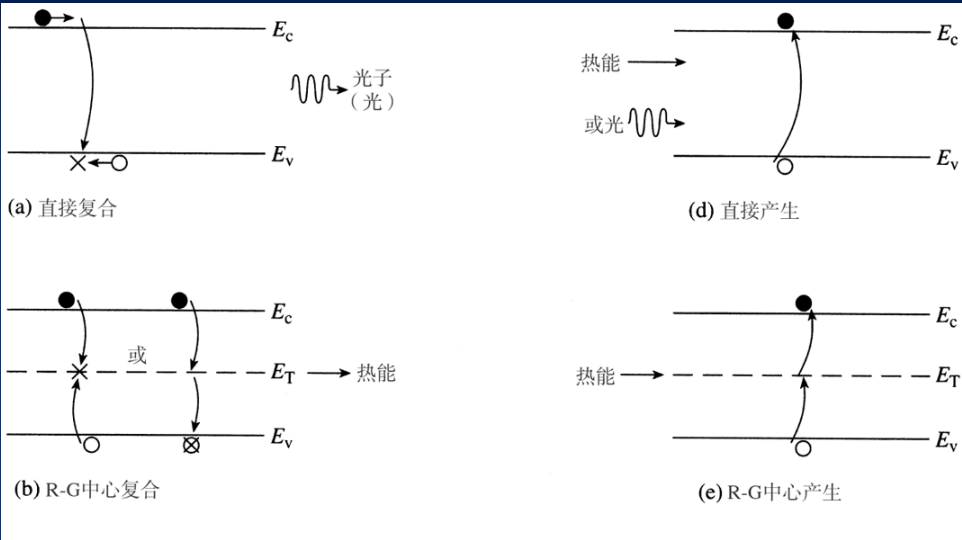 E_c
光子
(光)
E_v
(a) 直接复合
E_c
热能
或光
E_v
(d) 直接产生
E_c
或
E_T
热能
E_v
(b) R-G中心复合
E_c
热能
E_T
E_v
(e) R-G中心产生